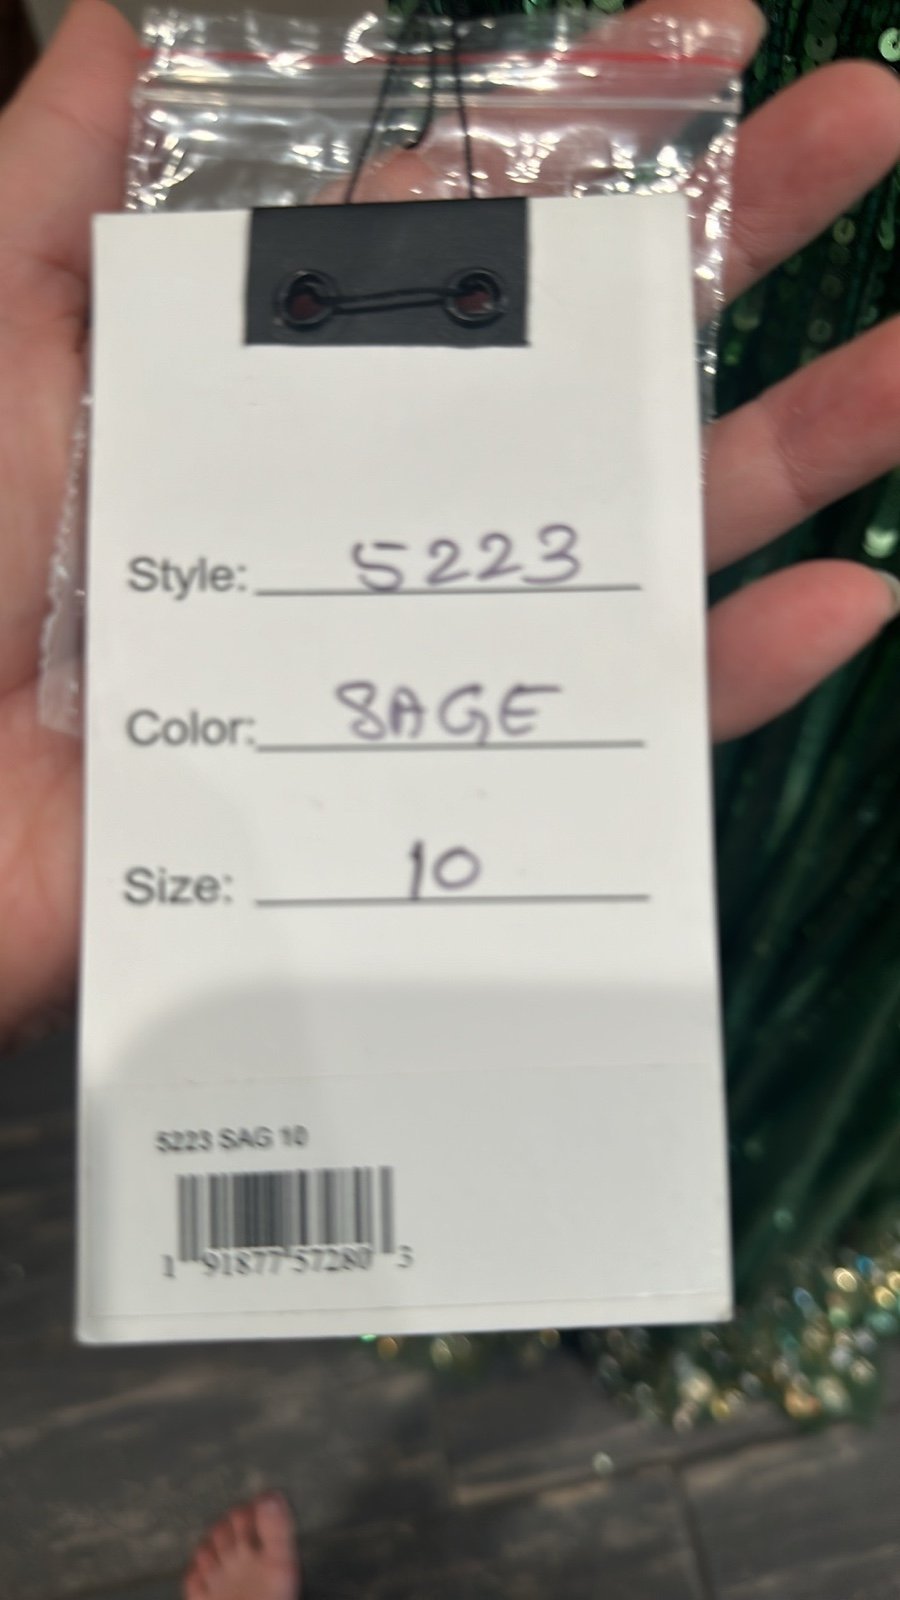 Style: 5223
Color: SAGE
Size: 10
5223 SAG 10
1 91877 57280 3